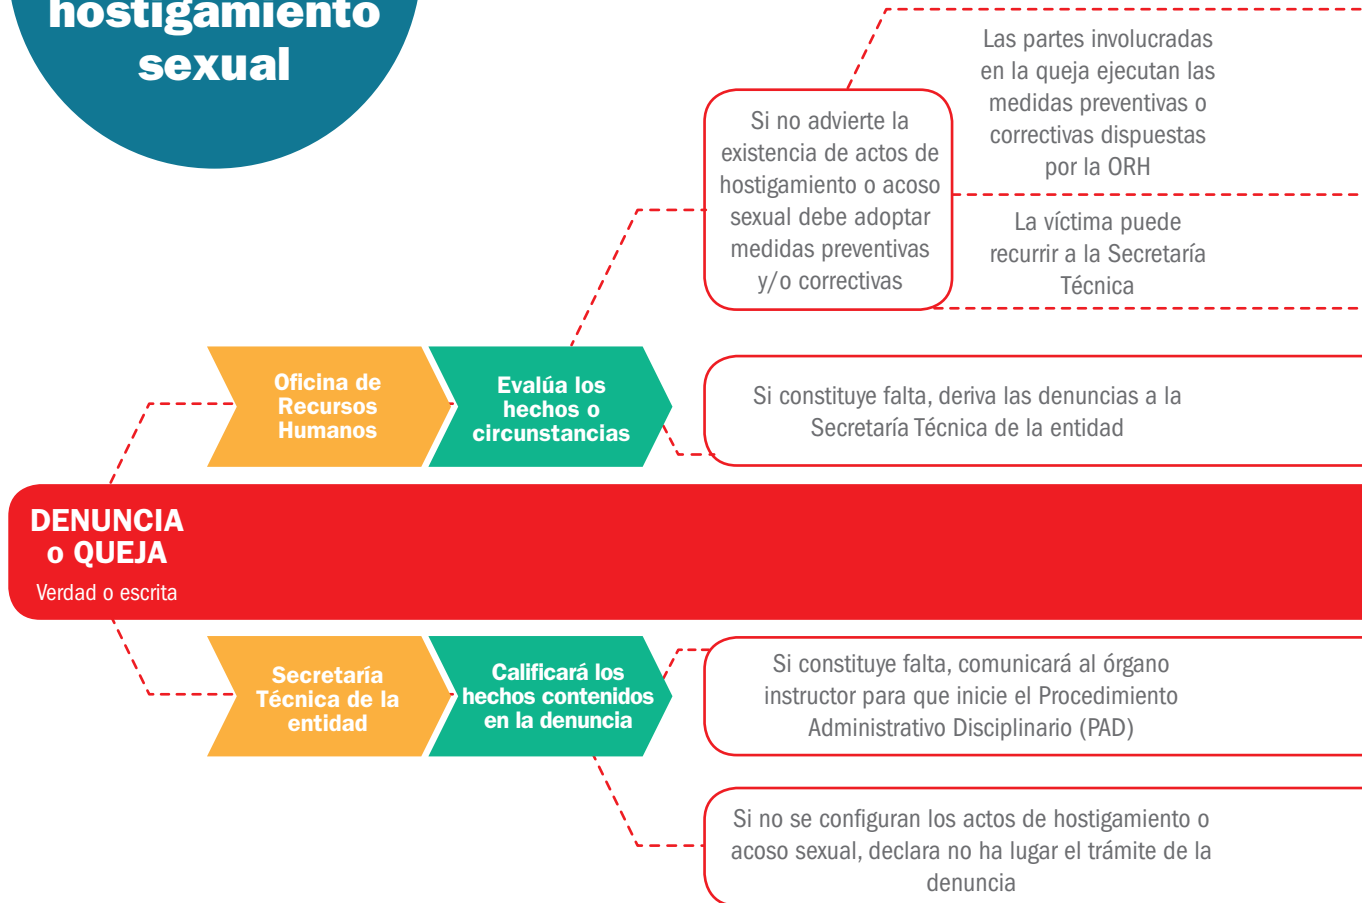 hostigamiento
sexual
Las partes involucradas
en la queja ejecutan las
medidas preventivas o
correctivas dispuestas
por la ORH
Si no advierte la
existencia de actos de
hostigamiento o acoso
sexual debe adoptar
medidas preventivas
y/o correctivas
La víctima puede
recurrir a la Secretaría
Técnica
Oficina de
Recursos
Humanos
Evalúa los
hechos o
circunstancias
Si constituye falta, deriva las denuncias a la
Secretaría Técnica de la entidad
DENUNCIA
o QUEJA
Verdad o escrita
Secretaría
Técnica de la
entidad
Calificará los
hechos contenidos
en la denuncia
Si constituye falta, comunicará al órgano
instructor para que inicie el Procedimiento
Administrativo Disciplinario (PAD)
Si no se configuran los actos de hostigamiento o
acoso sexual, declara no ha lugar el trámite de la
denuncia